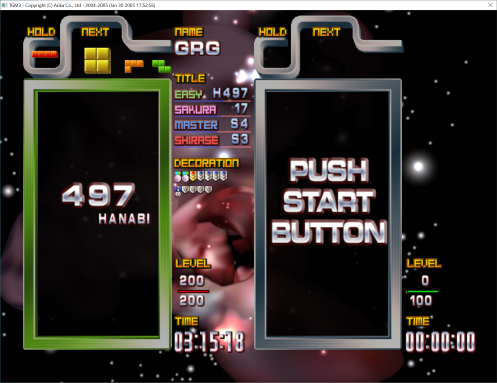 TGM3 - Copyright (C) Arika Co., Ltd - 2004-2005 (Jan 30 2005 17:52:56)
HOLD
NEXT
NAME
GRG
TITLE
EASY H497
SAKURA 17
MASTER S4
SHIRASE S3
DECORATION
497
HANABI
LEVEL
200
200
TIME
03:15:78
HOLD
NEXT
PUSH
START
BUTTON
LEVEL
0
100
TIME
00:00:00